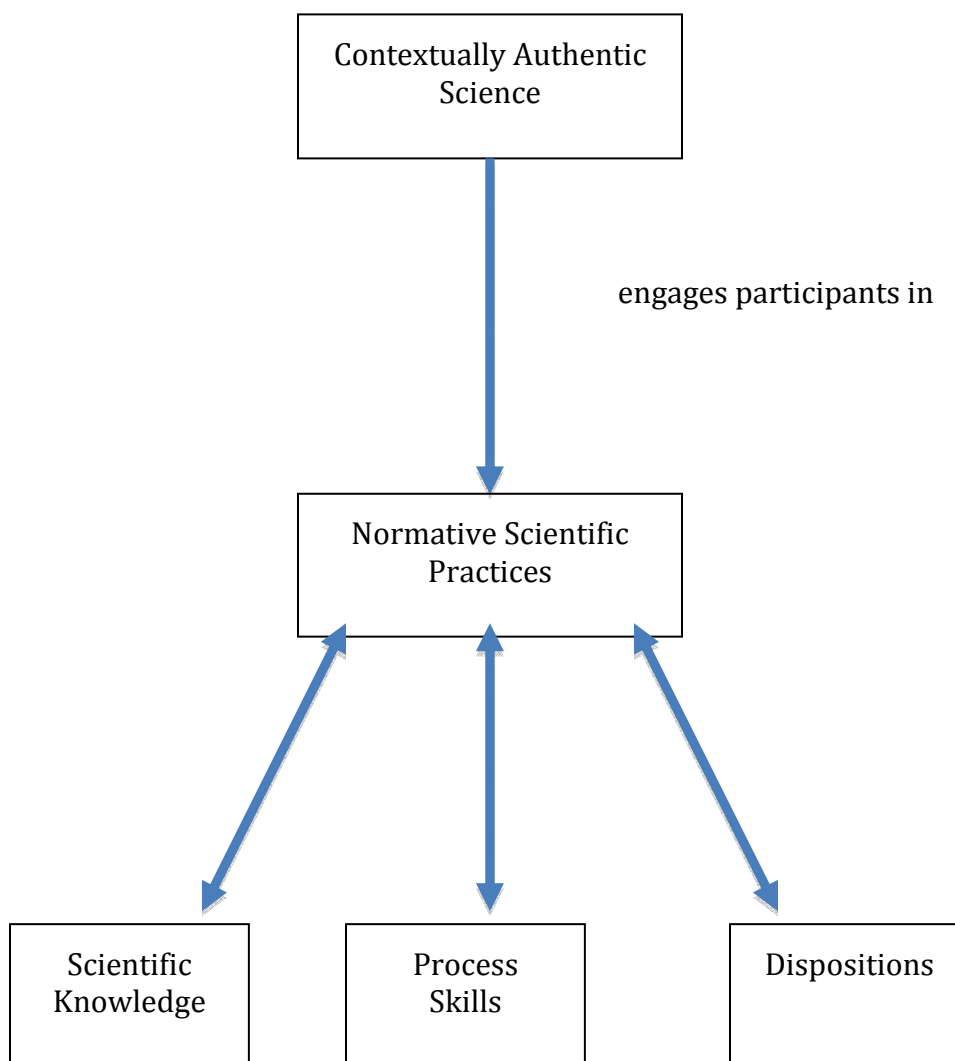 Contextually Authentic
Science
engages participants in
Normative Scientific
Practices
Scientific
Knowledge
Process
Skills
Dispositions